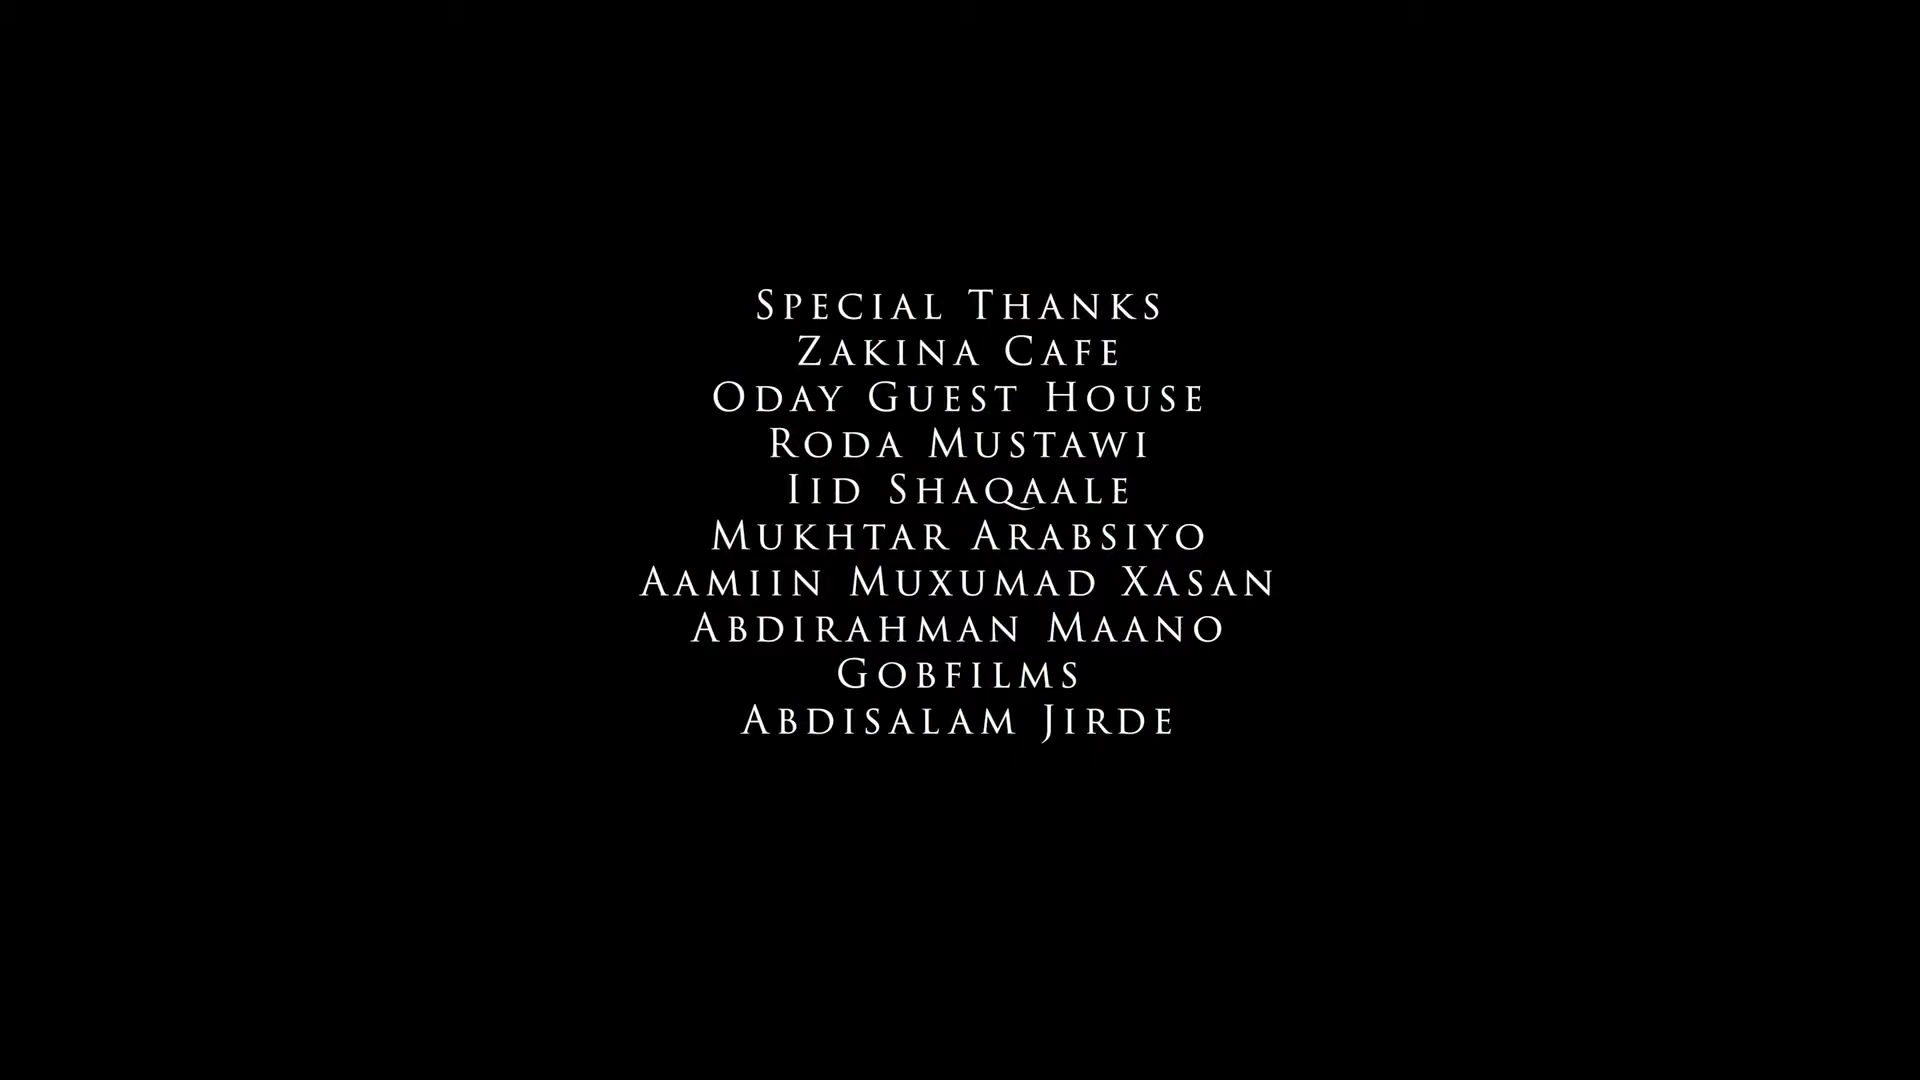 Special Thanks
Zakina Cafe
Oday Guest House
Roda Mustawi
Iid Shaqaale
Mukhtar Arabsiyo
Aamiin Muxumad Xasan
Abdirahman Maano
Gobfilms
Abdisalam Jirde